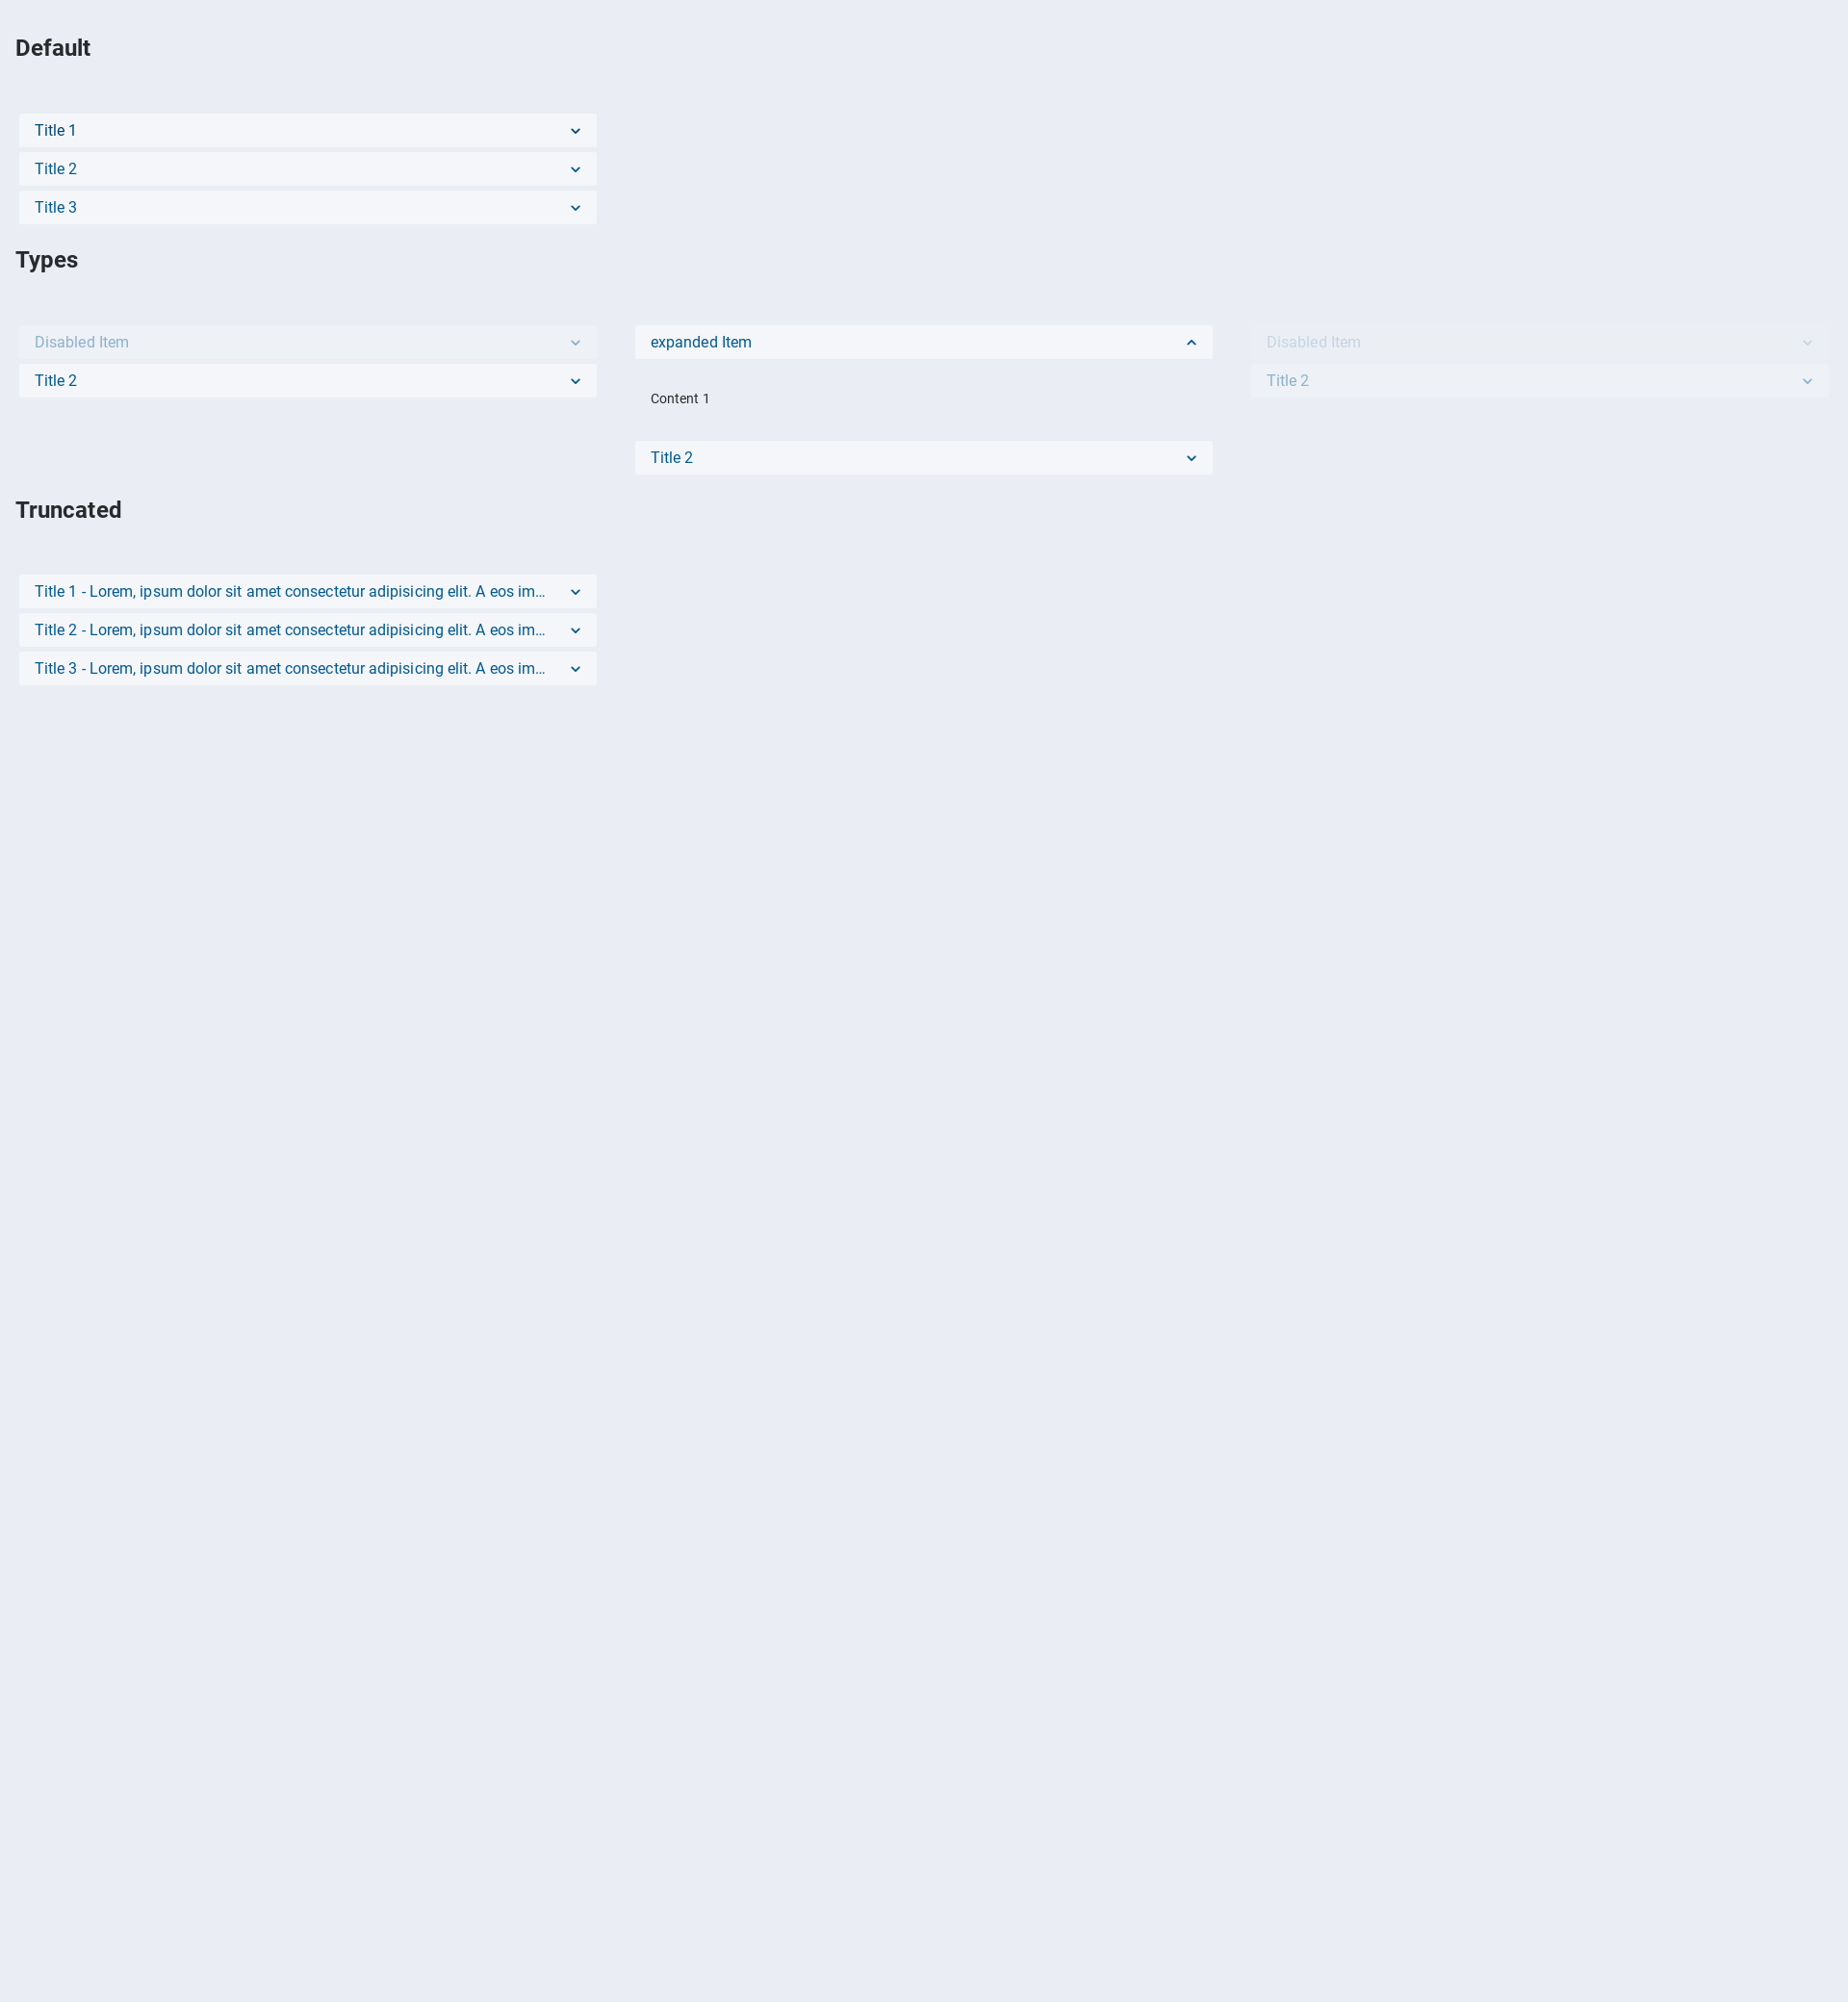 Default
Title 1
Title 2
Title 3
Types
Disabled Item
Title 2
expanded Item
Content 1
Title 2
Disabled Item
Title 2
Truncated
Title 1 - Lorem, ipsum dolor sit amet consectetur adipisicing elit. A eos im...
Title 2 - Lorem, ipsum dolor sit amet consectetur adipisicing elit. A eos im...
Title 3 - Lorem, ipsum dolor sit amet consectetur adipisicing elit. A eos im...